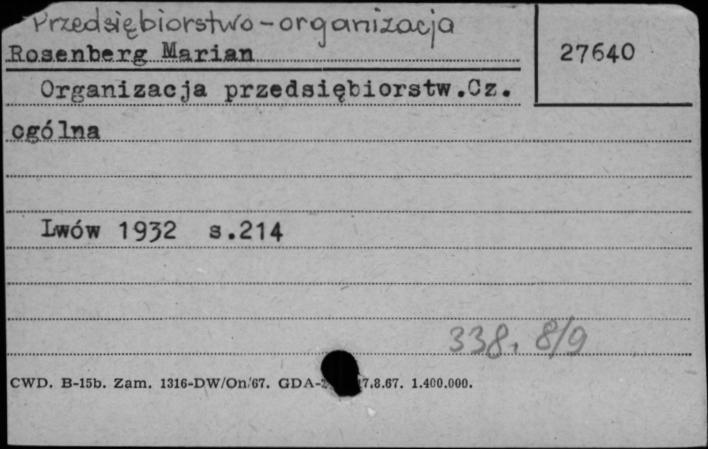 Przedsiębiorstwo-organizacja
Rosenberg Marian
27640
Organizacja przedsiębiorstw.Cz.
ogólna
Lwów 1932 s.214
338. 8/9
CWD. B-15b. Zam. 1316-DW/On/67. GDA- 7.8.67. 1.400.000.